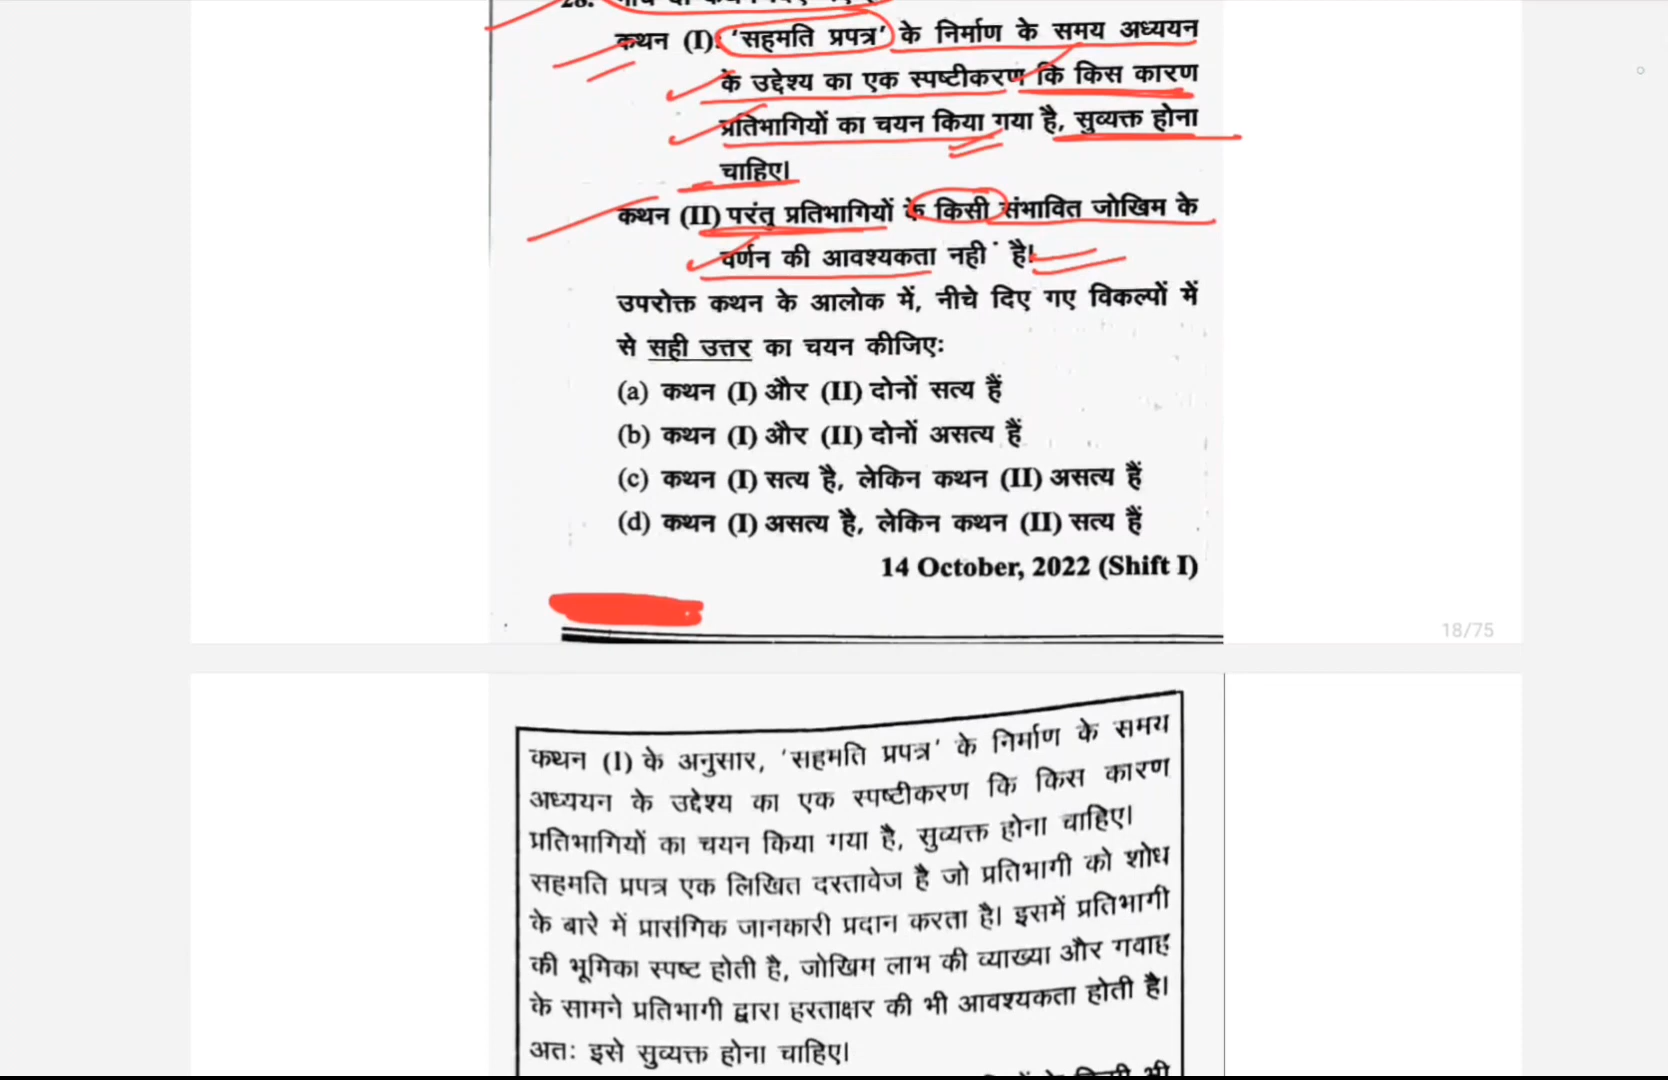 28. नीचे दो कथन दिए गए
कथन (I): 'सहमति प्रपत्र' के निर्माण के समय अध्ययन
के उद्देश्य का एक स्पष्टीकरण कि किस कारण
प्रतिभागियों का चयन किया गया है, सुव्यक्त होना
चाहिए।
कथन (II) परंतु प्रतिभागियों के किसी संभावित जोखिम के
वर्णन की आवश्यकता नही है।
उपरोक्त कथन के आलोक में, नीचे दिए गए विकल्पों में
से सही उत्तर का चयन कीजिए:
(a) कथन (I) और (II) दोनों सत्य हैं
(b) कथन (I) और (II) दोनों असत्य हैं
(c) कथन (I) सत्य है, लेकिन कथन (II) असत्य हैं
(d) कथन (I) असत्य है, लेकिन कथन (II) सत्य हैं
14 October, 2022 (Shift I)
18/75
कथन (I) के अनुसार, 'सहमति प्रपत्र' के निर्माण के समय
अध्ययन के उद्देश्य का एक स्पष्टीकरण कि किस कारण
प्रतिभागियों का चयन किया गया है, सुव्यक्त होना चाहिए।
सहमति प्रपत्र एक लिखित दस्तावेज है जो प्रतिभागी को शोध
के बारे में प्रासंगिक जानकारी प्रदान करता है। इसमें प्रतिभागी
की भूमिका स्पष्ट होती है, जोखिम लाभ की व्याख्या और गवाह
के सामने प्रतिभागी द्वारा हस्ताक्षर की भी आवश्यकता होती है।
अतः इसे सुव्यक्त होना चाहिए।